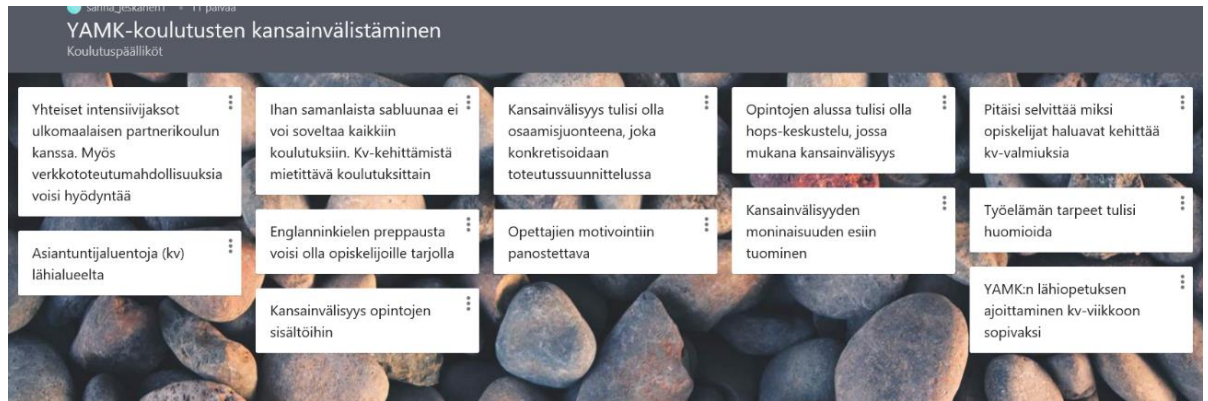 sanna_jeskanen1 • 11 päivää
YAMK-koulutusten kansainvälistäminen
Koulutuspäälliköt
Yhteiset intensiivijaksot
ulkomaalaisen partnerikoulun
kanssa. Myös
verkkototeutumahdollisuuksia
voisi hyödyntää
Asiantuntijaluentoja (kv)
lähialueelta
Ihan samanlaista sabluunaa ei
voi soveltaa kaikkiin
koulutuksiin. Kv-kehittämistä
mietittävä koulutuksittain
Englanninkielen preppausta
voisi olla opiskelijoille tarjolla
Kansainvälisyys opintojen
sisältöihin
Kansainvälisyys tulisi olla
osaamisjuonteena, joka
konkretisoidaan
toteutussuunnittelussa
Opettajien motivointiin
panostettava
Opintojen alussa tulisi olla
hops-keskustelu, jossa
mukana kansainvälisyys
Kansainvälisyyden
moninaisuuden esiin
tuominen
Pitäisi selvittää miksi
opiskelijat haluavat kehittää
kv-valmiuksia
Työelämän tarpeet tulisi
huomioida
YAMK:n lähiopetuksen
ajoittaminen kv-viikkoon
sopivaksi